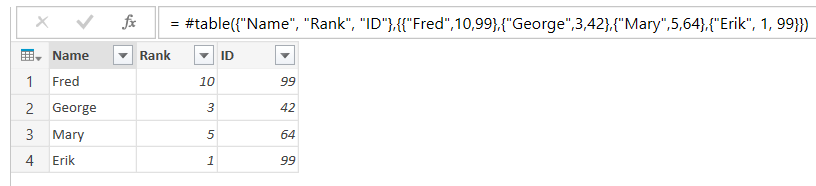 fx = #table({"Name", "Rank", "ID"},{{"Fred",10,99},{"George",3,42},{"Mary",5,64},{"Erik", 1, 99}})
Name Rank ID
1 Fred 10 99
2 George 3 42
3 Mary 5 64
4 Erik 1 99